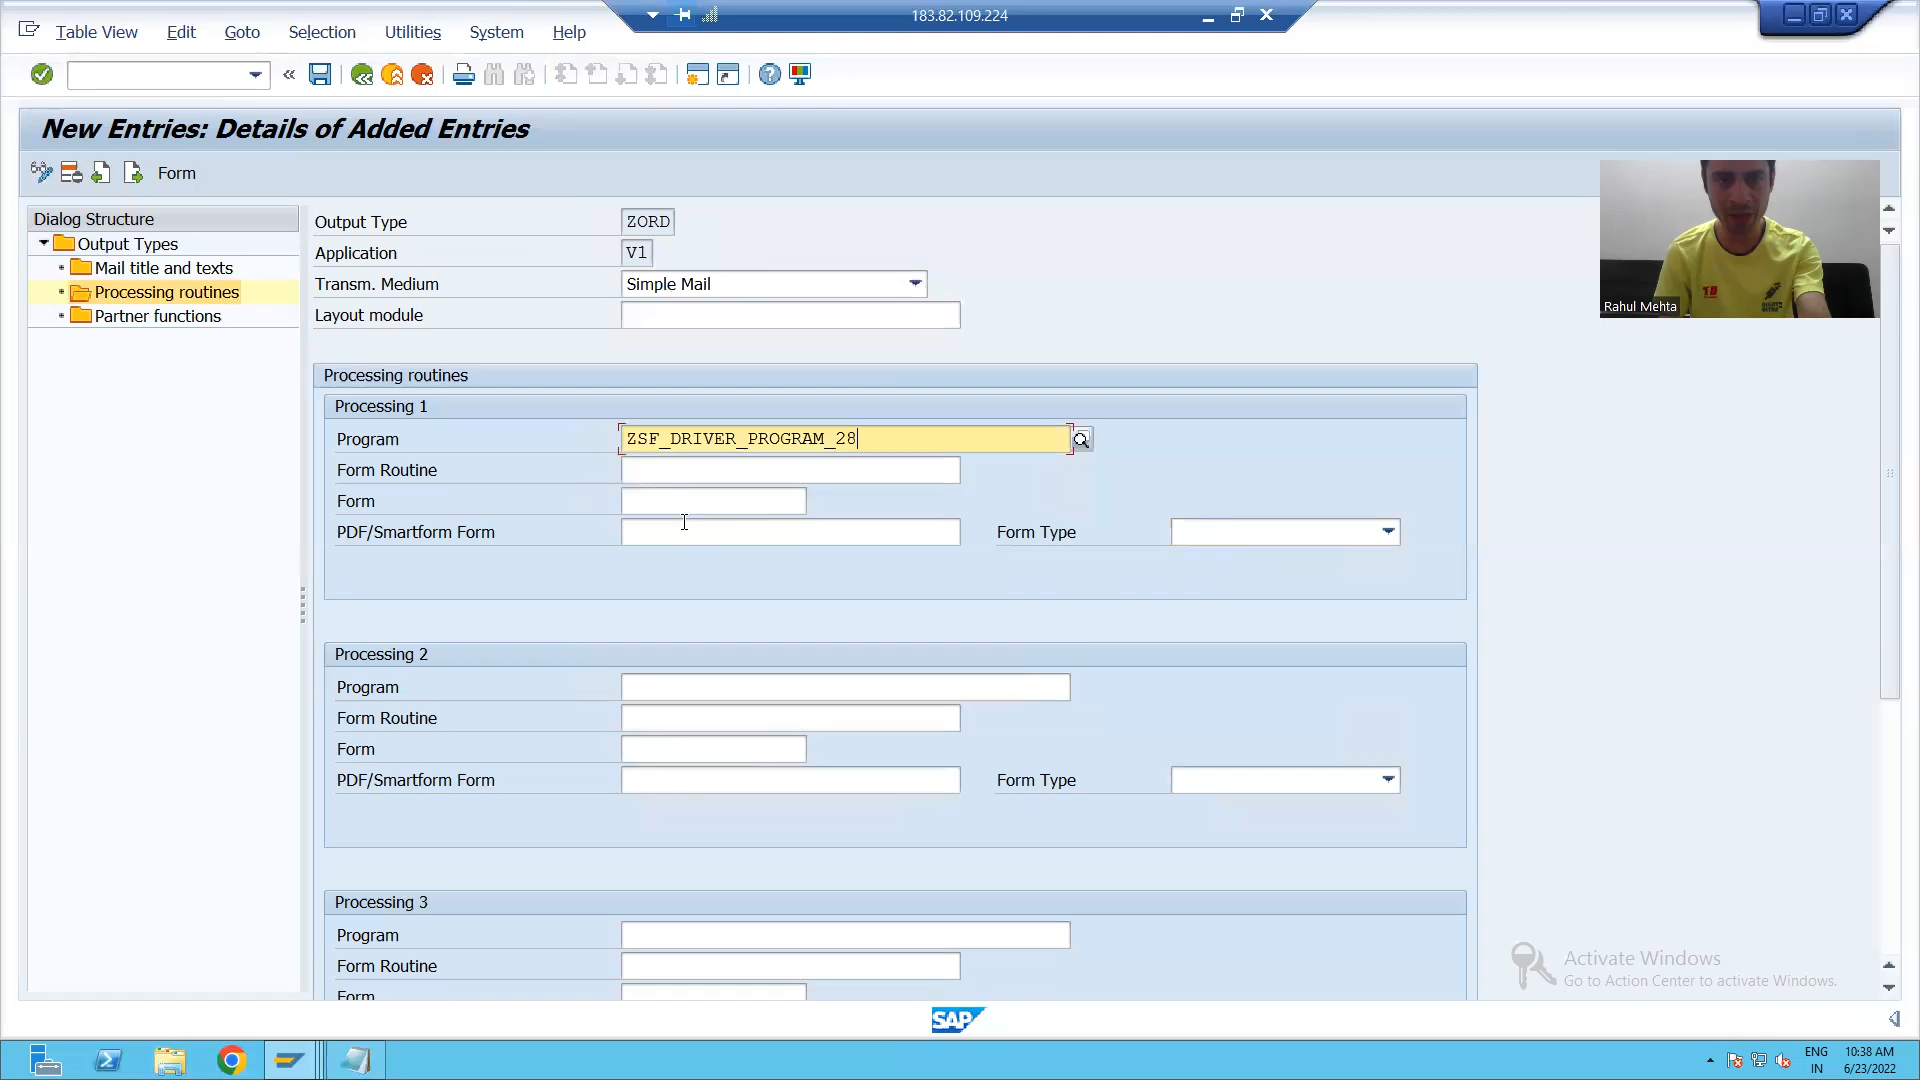 183.82.109.224
Table View Edit Goto Selection Utilities System Help
New Entries: Details of Added Entries
Form
Dialog Structure
Output Types
Mail title and texts
Processing routines
Partner functions
Output Type ZORD
Application V1
Transm. Medium Simple Mail
Layout module
Rahul Mehta
Processing routines
Processing 1
Program ZSF_DRIVER_PROGRAM_28
Form Routine
Form
PDF/Smartform Form Form Type
Processing 2
Program
Form Routine
Form
PDF/Smartform Form Form Type
Processing 3
Program
Form Routine
Form
Activate Windows
Go to Action Center to activate Windows.
SAP
ENG 10:38 AM
IN 6/23/2022